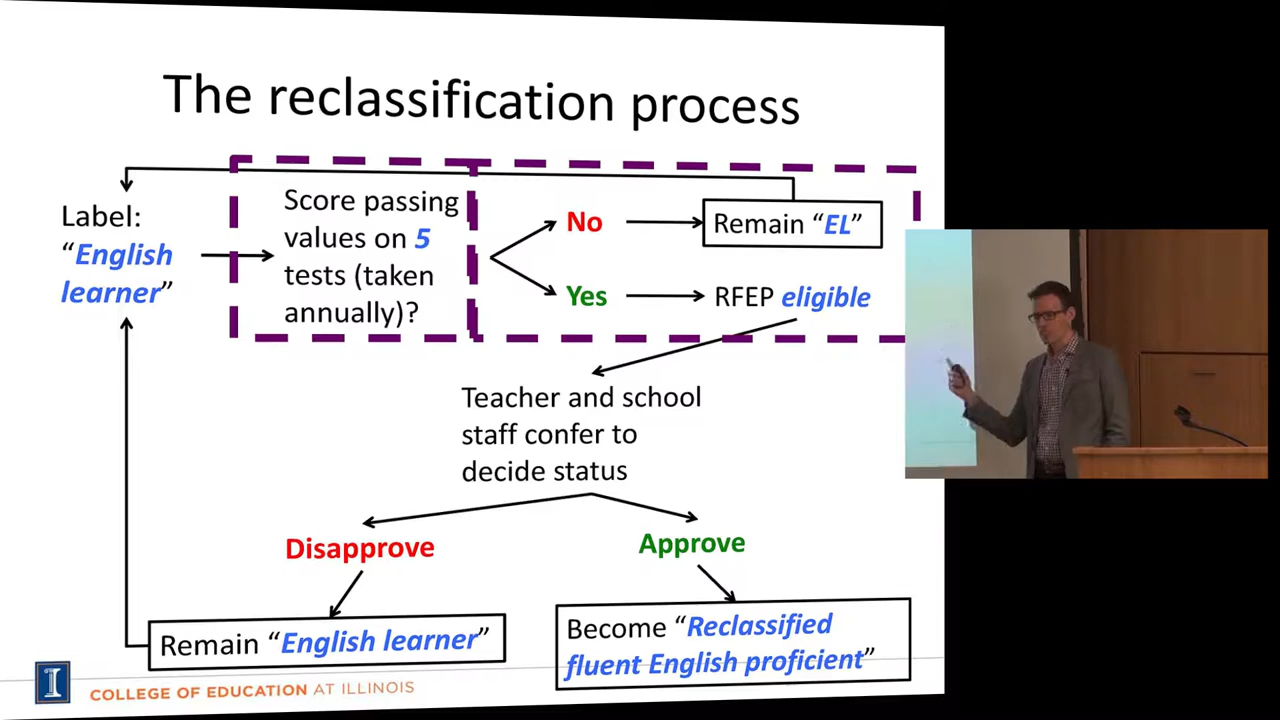 The reclassification process
Label:
“English
learner”
Score passing
values on 5
tests (taken
annually)?
No
Remain “EL”
Yes
RFEP eligible
Teacher and school
staff confer to
decide status
Disapprove
Approve
Remain “English learner”
Become “Reclassified
fluent English proficient”
I
COLLEGE OF EDUCATION AT ILLINOIS